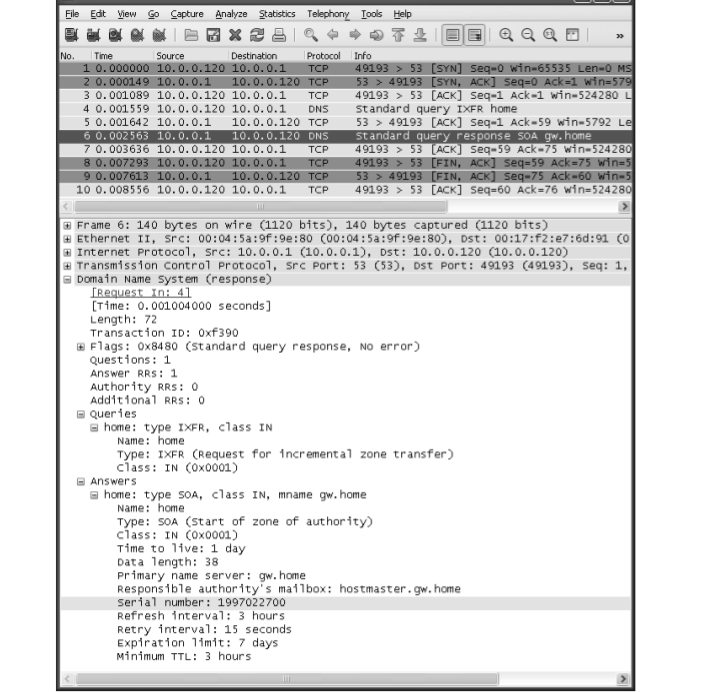 File Edit View Go Capture Analyze Statistics Telephony Tools Help
»
No. Time Source Destination Protocol Info
1 0.000000 10.0.0.120 10.0.0.1 TCP 49193 > 53 [SYN] Seq=0 Win=65535 Len=0 MS
2 0.000149 10.0.0.1 10.0.0.120 TCP 53 > 49193 [SYN, ACK] Seq=0 Ack=1 Win=579
3 0.001089 10.0.0.120 10.0.0.1 TCP 49193 > 53 [ACK] Seq=1 Ack=1 Win=524280 L
4 0.001559 10.0.0.120 10.0.0.1 DNS Standard query IXFR home
5 0.001642 10.0.0.1 10.0.0.120 TCP 53 > 49193 [ACK] Seq=1 Ack=59 Win=5792 Le
6 0.002563 10.0.0.1 10.0.0.120 DNS Standard query response SOA gw.home
7 0.003636 10.0.0.120 10.0.0.1 TCP 49193 > 53 [ACK] Seq=59 Ack=75 Win=524280
8 0.007293 10.0.0.120 10.0.0.1 TCP 49193 > 53 [FIN, ACK] Seq=59 Ack=75 Win=5
9 0.007613 10.0.0.1 10.0.0.120 TCP 53 > 49193 [FIN, ACK] Seq=75 Ack=60 Win=5
10 0.008556 10.0.0.120 10.0.0.1 TCP 49193 > 53 [ACK] Seq=60 Ack=76 Win=524280
Frame 6: 140 bytes on wire (1120 bits), 140 bytes captured (1120 bits)
Ethernet II, Src: 00:04:5a:9f:9e:80 (00:04:5a:9f:9e:80), Dst: 00:17:f2:e7:6d:91 (0
Internet Protocol, Src: 10.0.0.1 (10.0.0.1), Dst: 10.0.0.120 (10.0.0.120)
Transmission Control Protocol, Src Port: 53 (53), Dst Port: 49193 (49193), Seq: 1,
Domain Name System (response)
[Request In: 4]
[Time: 0.001004000 seconds]
Length: 72
Transaction ID: 0xf390
Flags: 0x8480 (Standard query response, No error)
Questions: 1
Answer RRs: 1
Authority RRs: 0
Additional RRs: 0
Queries
home: type IXFR, class IN
Name: home
Type: IXFR (Request for incremental zone transfer)
Class: IN (0x0001)
Answers
home: type SOA, class IN, mname gw.home
Name: home
Type: SOA (Start of zone of authority)
Class: IN (0x0001)
Time to live: 1 day
Data length: 38
Primary name server: gw.home
Responsible authority's mailbox: hostmaster.gw.home
Serial number: 1997022700
Refresh interval: 3 hours
Retry interval: 15 seconds
Expiration limit: 7 days
Minimum TTL: 3 hours